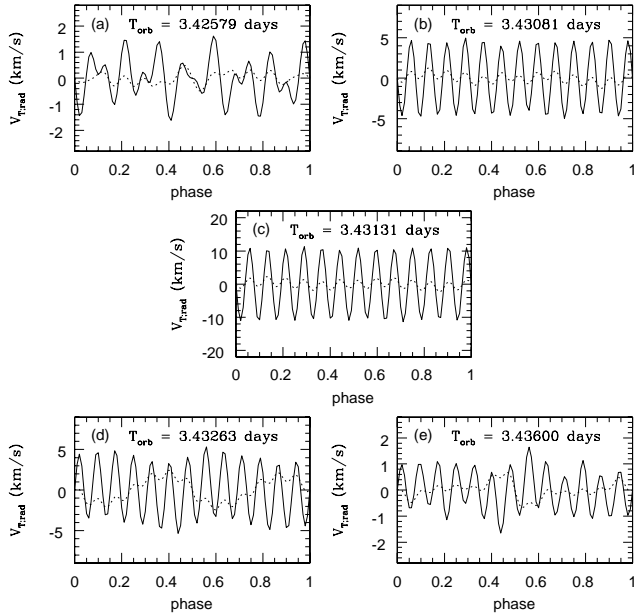 (a) T_orb = 3.42579 days
V_T:rad (km/s)
2
1
0
-1
-2
0 0.2 0.4 0.6 0.8 1
phase
(b) T_orb = 3.43081 days
V_T:rad (km/s)
5
0
-5
0 0.2 0.4 0.6 0.8 1
phase
(c) T_orb = 3.43131 days
V_T:rad (km/s)
20
10
0
-10
-20
0 0.2 0.4 0.6 0.8 1
phase
(d) T_orb = 3.43263 days
V_T:rad (km/s)
5
0
-5
0 0.2 0.4 0.6 0.8 1
phase
(e) T_orb = 3.43600 days
V_T:rad (km/s)
2
1
0
-1
-2
0 0.2 0.4 0.6 0.8 1
phase